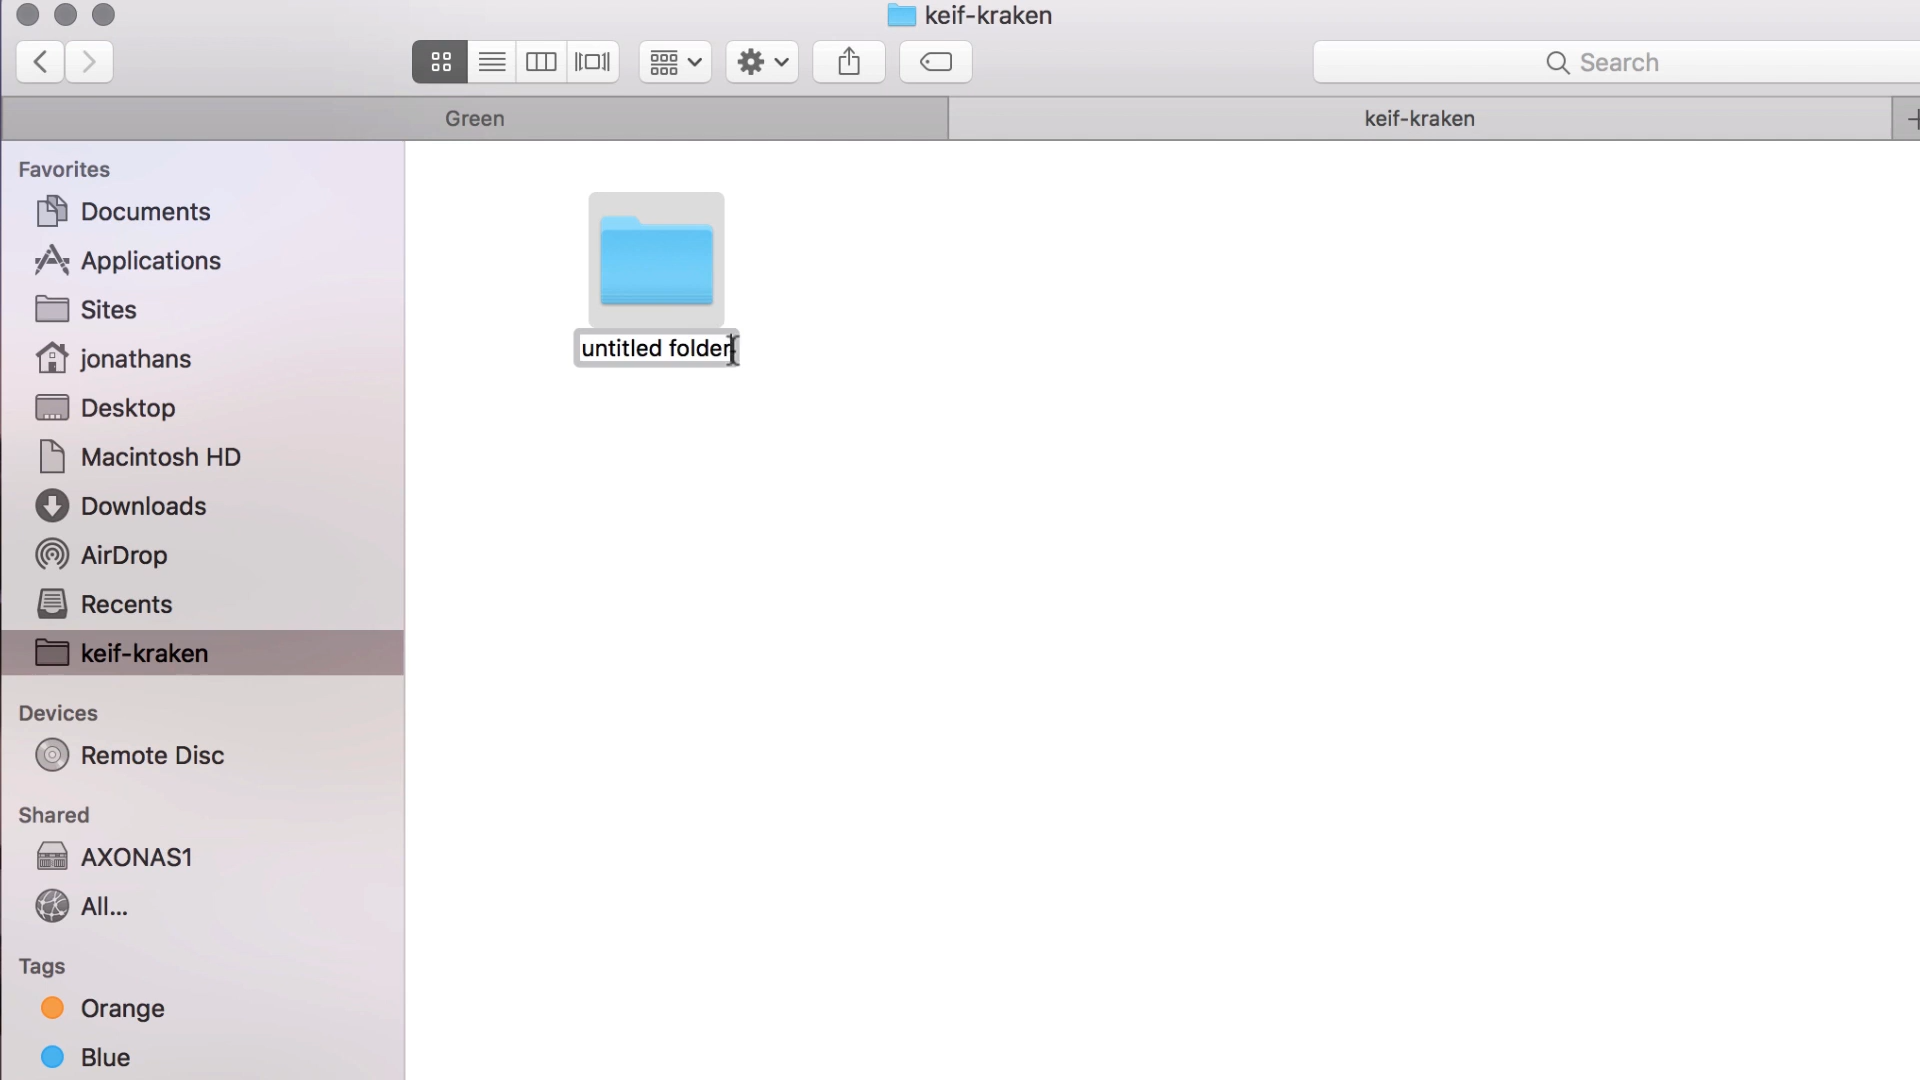 keif-kraken
Search
Green
keif-kraken
Favorites
Documents
Applications
Sites
jonathans
Desktop
Macintosh HD
Downloads
AirDrop
Recents
keif-kraken
Devices
Remote Disc
Shared
AXONAS1
All...
Tags
Orange
Blue
untitled folder